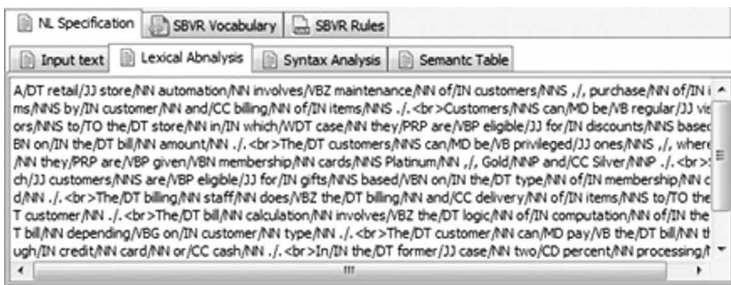 NL Specification SBVR Vocabulary SBVR Rules
Input text Lexical Abnalysis Syntax Analysis Semantc Table
A/DT retail/JJ store/NN automation/NN involves/VBZ maintenance/NN of/IN customers/NNS ,/, purchase/NN of/IN i
ms/NNS by/IN customer/NN and/CC billing/NN of/IN items/NNS ./. <br>Customers/NNS can/MD be/VB regular/JJ vis
ors/NNS to/TO the/DT store/NN in/IN which/WDT case/NN they/PRP are/VBP eligible/JJ for/IN discounts/NNS based
BN on/IN the/DT bill/NN amount/NN ./. <br>The/DT customers/NNS can/MD be/VB privileged/JJ ones/NNS ,/, where
/NN they/PRP are/VBP given/VBN membership/NN cards/NNS Platinum/NN ,/, Gold/NNP and/CC Silver/NNP ./. <br>S
ch/JJ customers/NNS are/VBP eligible/JJ for/IN gifts/NNS based/VBN on/IN the/DT type/NN of/IN membership/NN c
d/NN ./. <br>The/DT billing/NN staff/NN does/VBZ the/DT billing/NN and/CC delivery/NN of/IN items/NNS to/TO the
T customer/NN ./. <br>The/DT bill/NN calculation/NN involves/VBZ the/DT logic/NN of/IN computation/NN of/IN the
T bill/NN depending/VBG on/IN customer/NN type/NN ./. <br>The/DT customer/NN can/MD pay/VB the/DT bill/NN th
ugh/IN credit/NN card/NN or/CC cash/NN ./. <br>In/IN the/DT former/JJ case/NN two/CD percent/NN processing/N